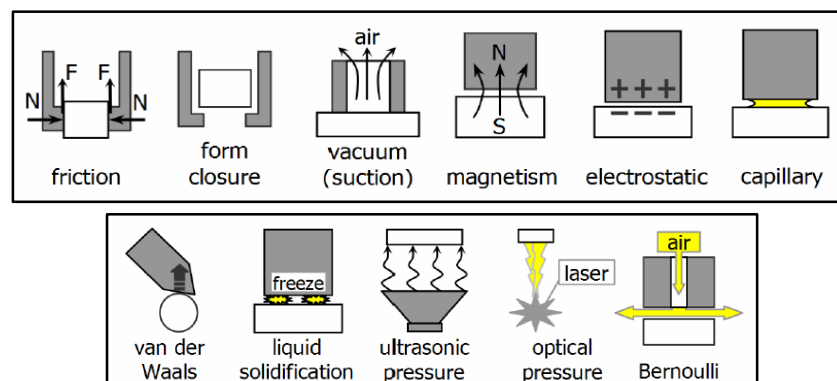 F F
N N
friction
form
closure
air
vacuum
(suction)
N
S
magnetism
+ + +
− − −
electrostatic
capillary
van der
Waals
freeze
liquid
solidification
ultrasonic
pressure
laser
optical
pressure
air
Bernoulli